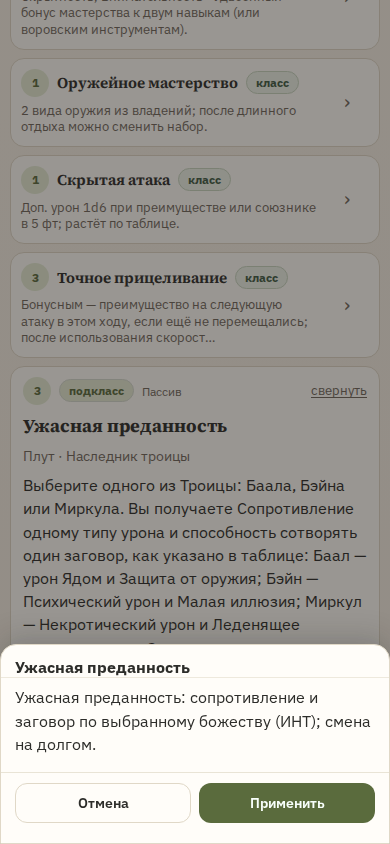 бонус мастерства к двум навыкам (или
воровским инструментам).
1 Оружейное мастерство класс
2 вида оружия из владений; после длинного
отдыха можно сменить набор.
1 Скрытая атака класс
Доп. урон 1d6 при преимуществе или союзнике
в 5 фт; растёт по таблице.
3 Точное прицеливание класс
Бонусным — преимущество на следующую
атаку в этом ходу, если ещё не перемещались;
после использования скорост…
3 подкласс Пассив свернуть
Ужасная преданность
Плут · Наследник троицы
Выберите одного из Троицы: Баала, Бэйна
или Миркула. Вы получаете Сопротивление
одному типу урона и способность сотворять
один заговор, как указано в таблице: Баал —
урон Ядом и Защита от оружия; Бэйн —
Психический урон и Малая иллюзия; Миркул
— Некротический урон и Леденящее
Ужасная преданность
Ужасная преданность: сопротивление и
заговор по выбранному божеству (ИНТ); смена
на долгом.
Отмена Применить